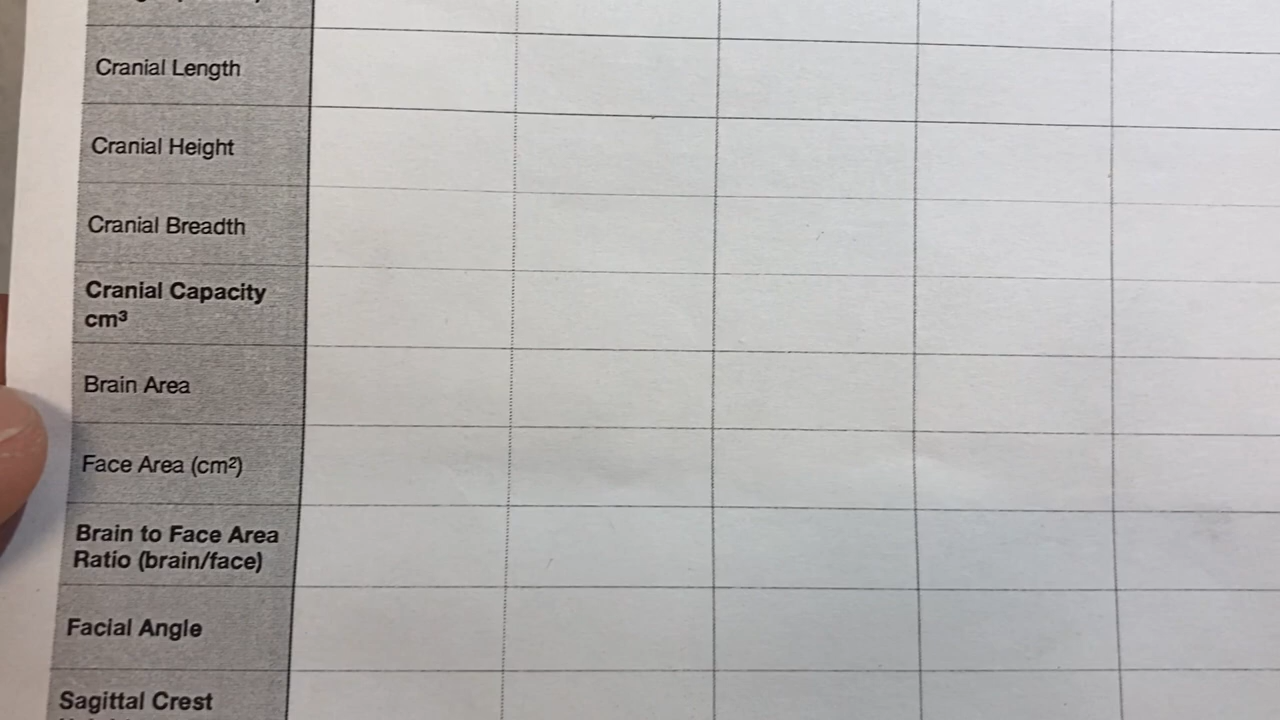 Cranial Length
Cranial Height
Cranial Breadth
Cranial Capacity
cm³
Brain Area
Face Area (cm²)
Brain to Face Area
Ratio (brain/face)
Facial Angle
Sagittal Crest